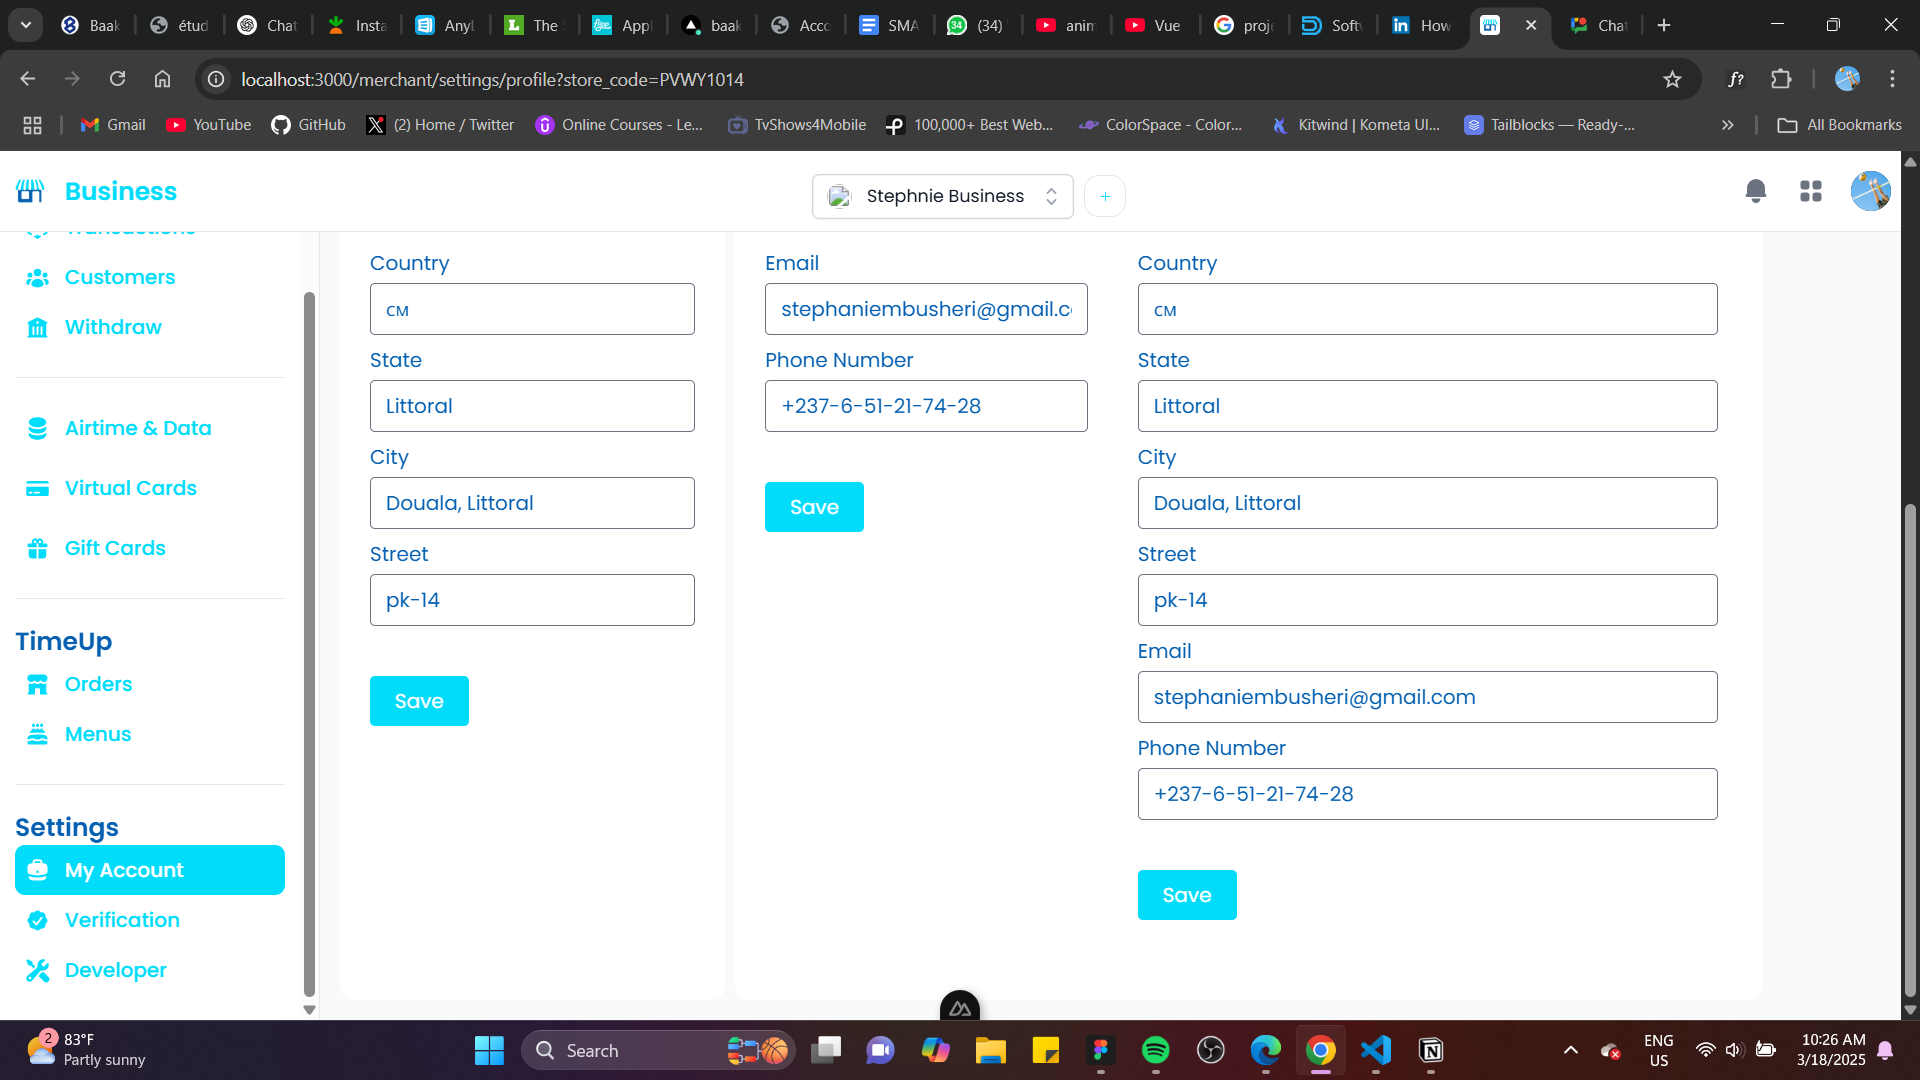 Baak
étud
Chat
Insta
AnyL
The S
Appl
baak
Acco
SMA
(34)
anim
Vue
proje
Softw
How
Chat
localhost:3000/merchant/settings/profile?store_code=PVWY1014
Gmail
YouTube
GitHub
(2) Home / Twitter
Online Courses - Le...
TvShows4Mobile
100,000+ Best Web...
ColorSpace - Color...
Kitwind | Kometa UI...
Tailblocks — Ready-...
All Bookmarks
Business
Stephnie Business
Transactions
Customers
Withdraw
Airtime & Data
Virtual Cards
Gift Cards
TimeUp
Orders
Menus
Settings
My Account
Verification
Developer
Country
CM
State
Littoral
City
Douala, Littoral
Street
pk-14
Save
Email
stephaniembusheri@gmail.c
Phone Number
+237-6-51-21-74-28
Save
Country
CM
State
Littoral
City
Douala, Littoral
Street
pk-14
Email
stephaniembusheri@gmail.com
Phone Number
+237-6-51-21-74-28
Save
2
83°F
Partly sunny
Search
ENG
US
10:26 AM
3/18/2025